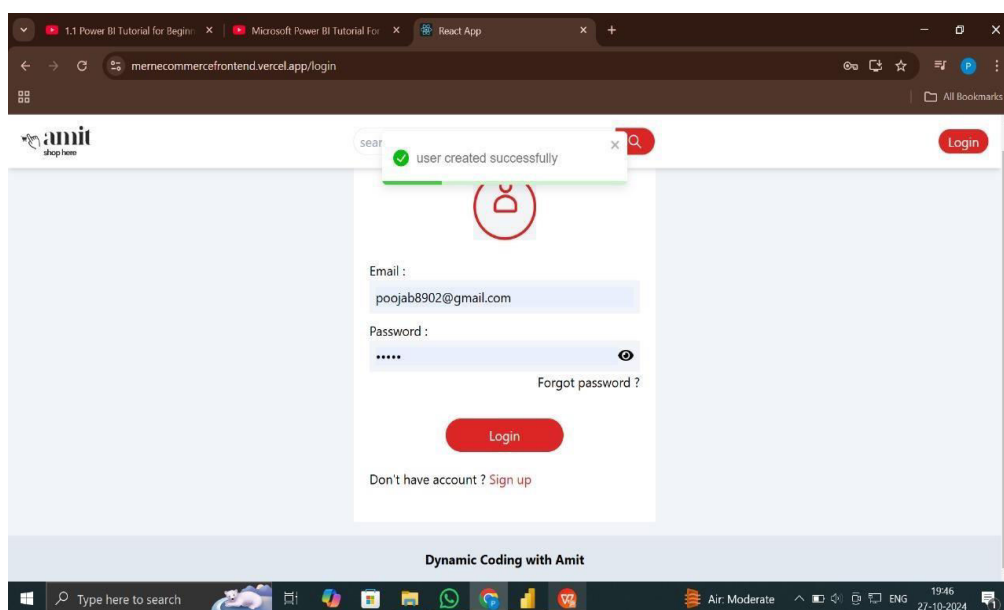 1.1 Power BI Tutorial for Beginn
Microsoft Power BI Tutorial For
React App
mernecommercefrontend.vercel.app/login
P
All Bookmarks
amit
shop here
sear
user created successfully
Login
Email :
poojab8902@gmail.com
Password :
•••••
Forgot password ?
Login
Don't have account ? Sign up
Dynamic Coding with Amit
Type here to search
Air: Moderate
ENG
19:46
27-10-2024